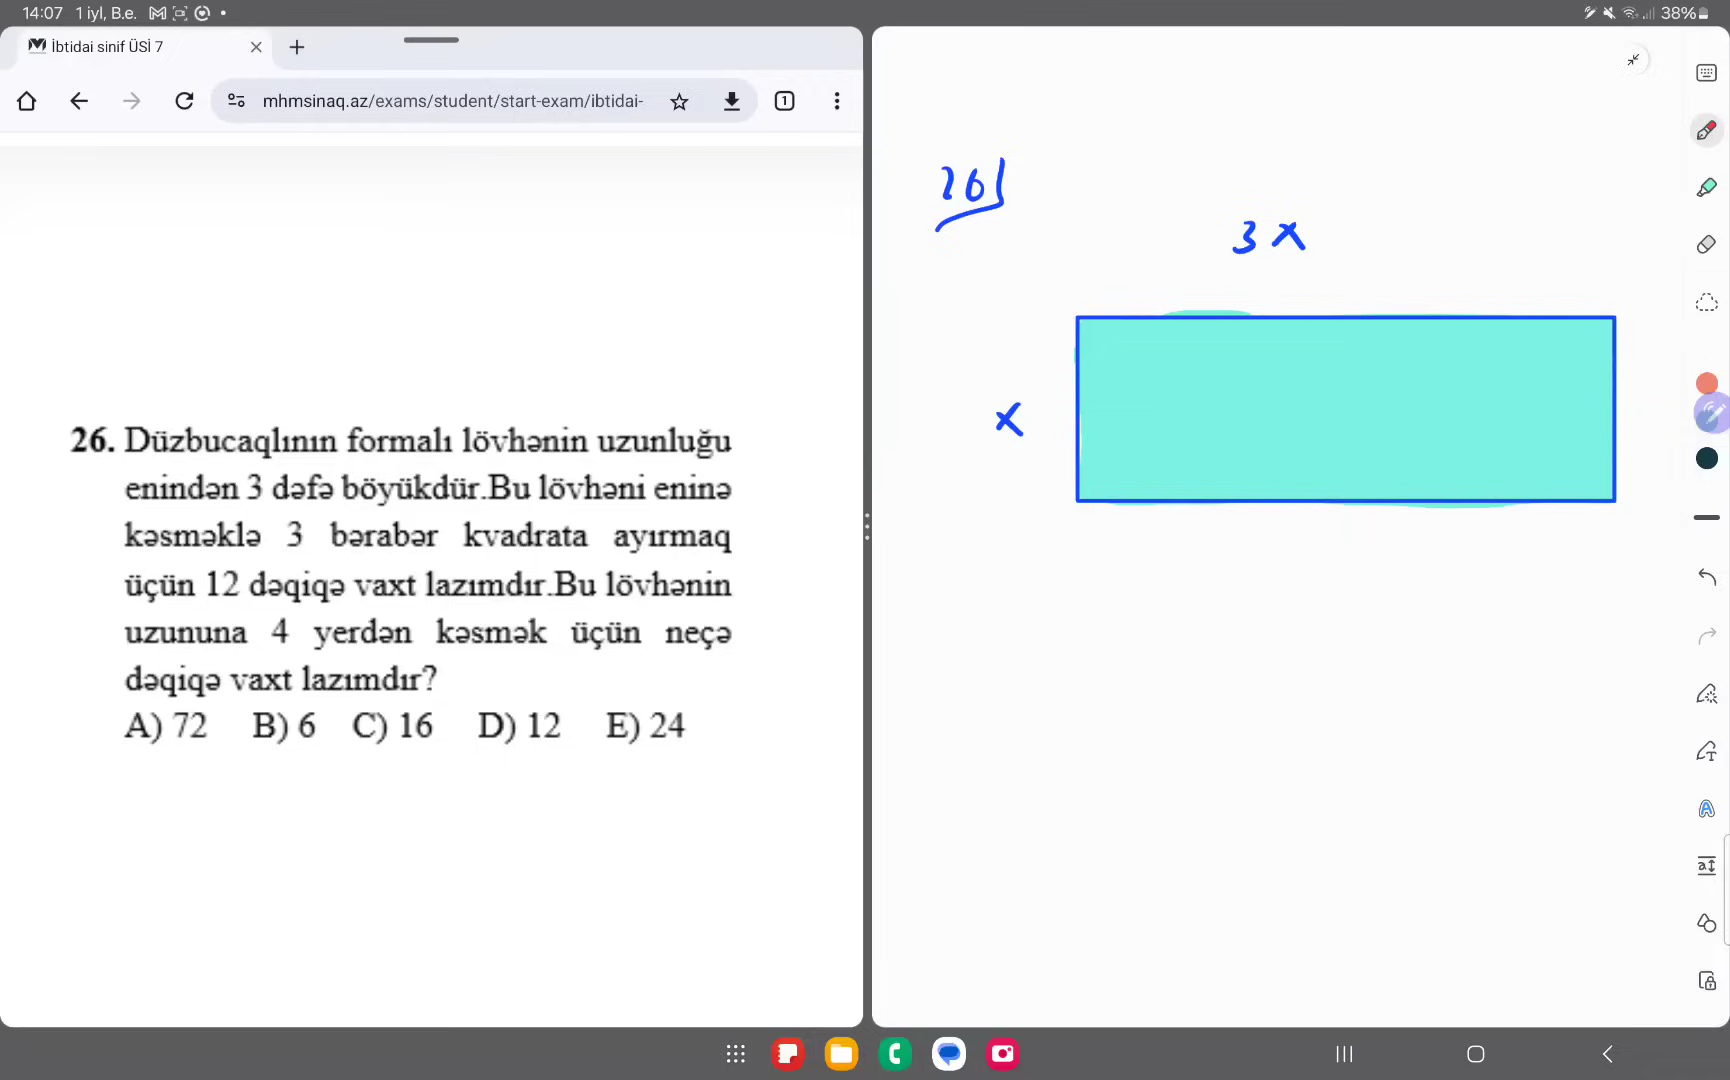 14:07 1 iyl, B.e.
38%
İbtidai sinif ÜSİ 7
mhmsinaq.az/exams/student/start-exam/ibtidai-
1
26. Düzbucaqlının formalı lövhənin uzunluğu
enindən 3 dəfə böyükdür.Bu lövhəni eninə
kəsməklə 3 bərabər kvadrata ayırmaq
üçün 12 dəqiqə vaxt lazımdır.Bu lövhənin
uzununa 4 yerdən kəsmək üçün neçə
dəqiqə vaxt lazımdır?
A) 72 B) 6 C) 16 D) 12 E) 24
26
3x
x